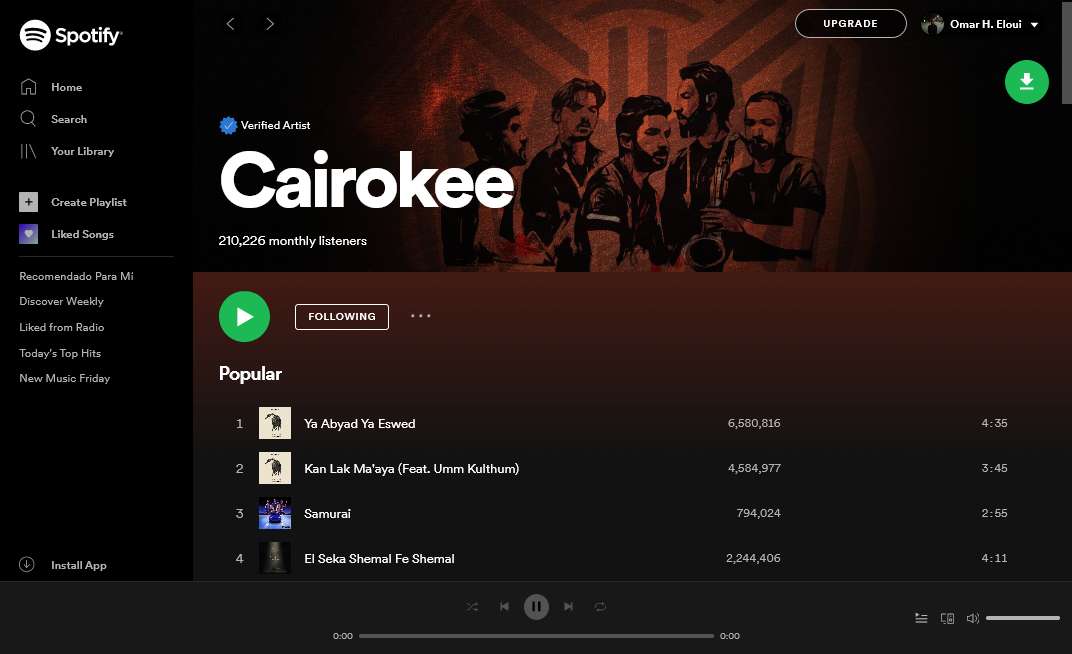 Spotify
Home
Search
Your Library
Create Playlist
Liked Songs
Recomendado Para Mí
Discover Weekly
Liked from Radio
Today's Top Hits
New Music Friday
Install App
UPGRADE
Omar H. Eloui
Verified Artist
Cairokee
210,226 monthly listeners
FOLLOWING
Popular
1 Ya Abyad Ya Eswed 6,580,816 4:35
2 Kan Lak Ma'aya (Feat. Umm Kulthum) 4,584,977 3:45
3 Samurai 794,024 2:55
4 El Seka Shemal Fe Shemal 2,244,406 4:11
0:00 0:00